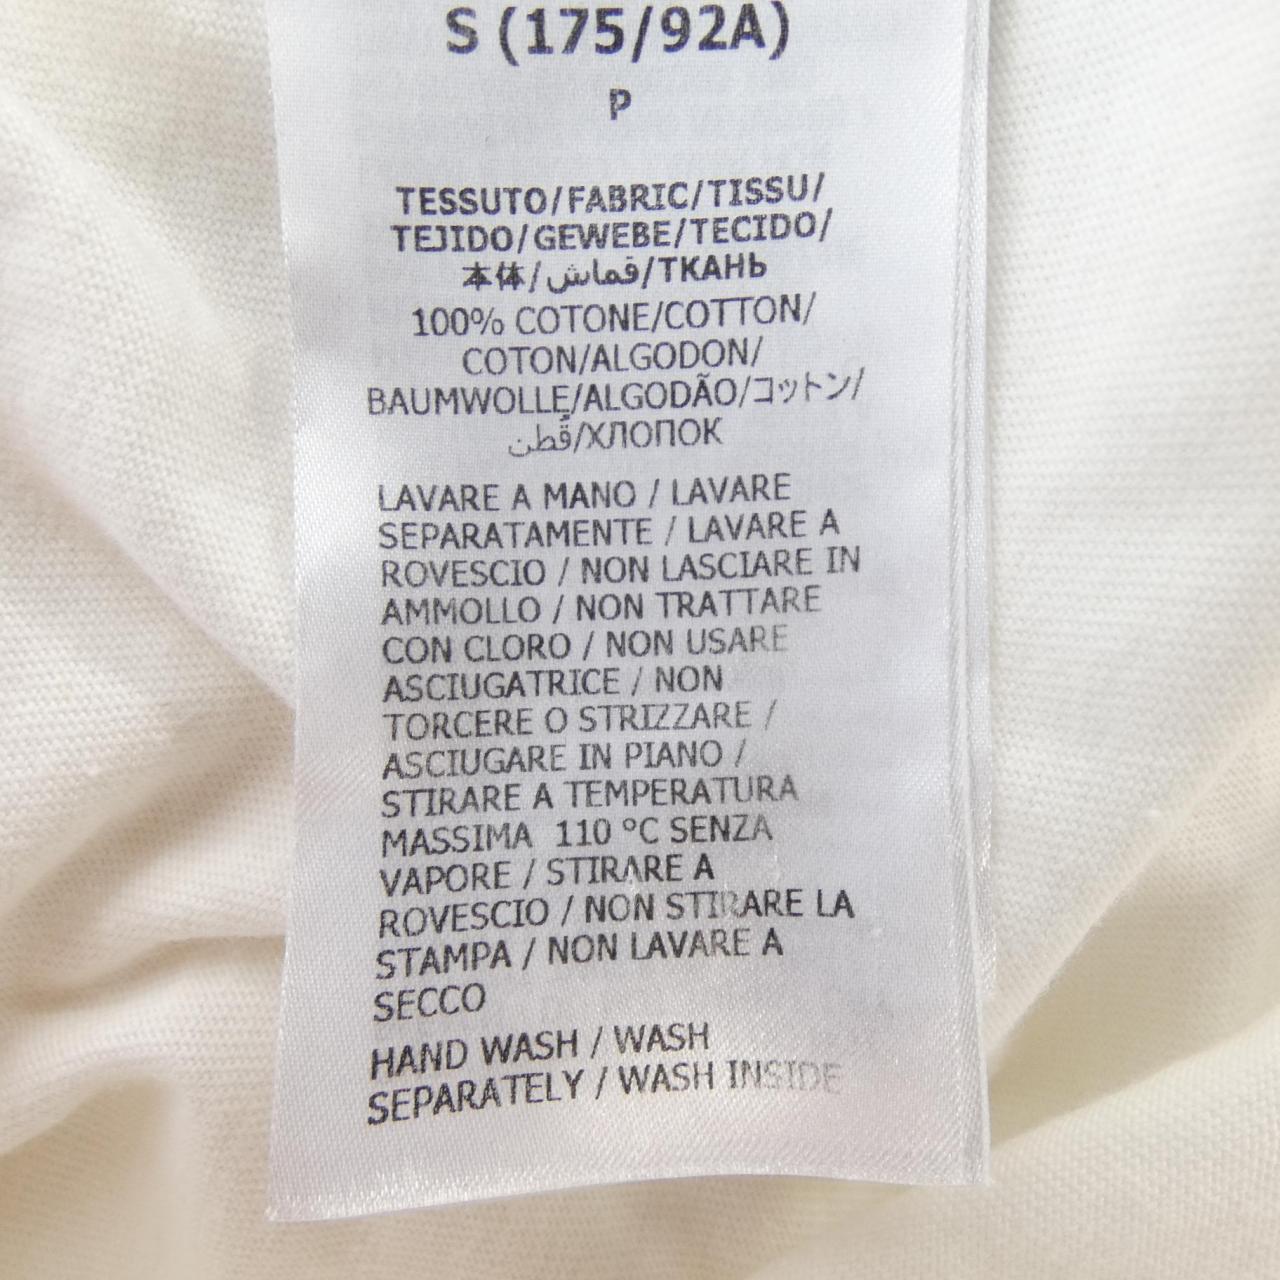 S (175/92A)
P
TESSUTO/FABRIC/TISSU/
TEJIDO/GEWEBE/TECIDO/
本体/قماش/ТКАНЬ
100% COTONE/COTTON/
COTON/ALGODON/
BAUMWOLLE/ALGODÃO/コットン/
قُطن/ХЛОПОК
LAVARE A MANO / LAVARE
SEPARATAMENTE / LAVARE A
ROVESCIO / NON LASCIARE IN
AMMOLLO / NON TRATTARE
CON CLORO / NON USARE
ASCIUGATRICE / NON
TORCERE O STRIZZARE /
ASCIUGARE IN PIANO /
STIRARE A TEMPERATURA
MASSIMA 110 °C SENZA
VAPORE / STIRARE A
ROVESCIO / NON STIRARE LA
STAMPA / NON LAVARE A
SECCO
HAND WASH / WASH
SEPARATELY / WASH INSIDE